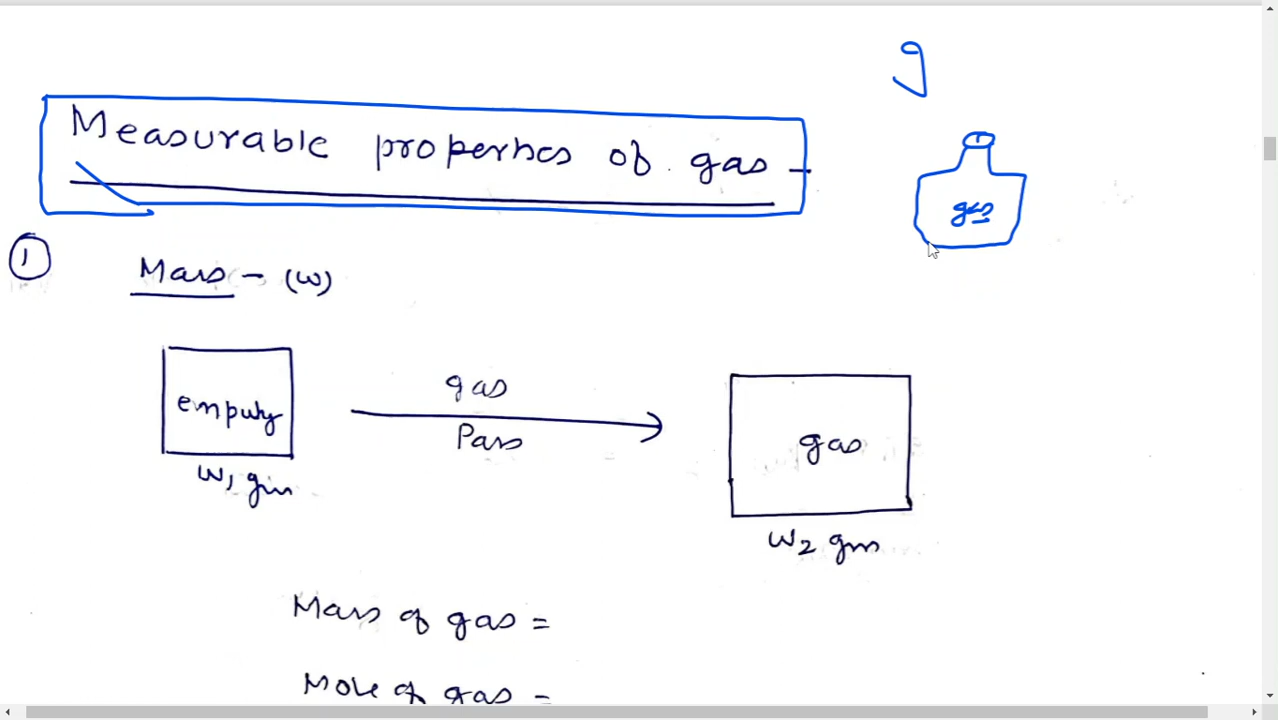 g
Measurable properties of gas -
gas
1
Mass - (w)
empty
gas
Pass
gas
w1 gm
w2 gm
Mass of gas =
Mole of gas =